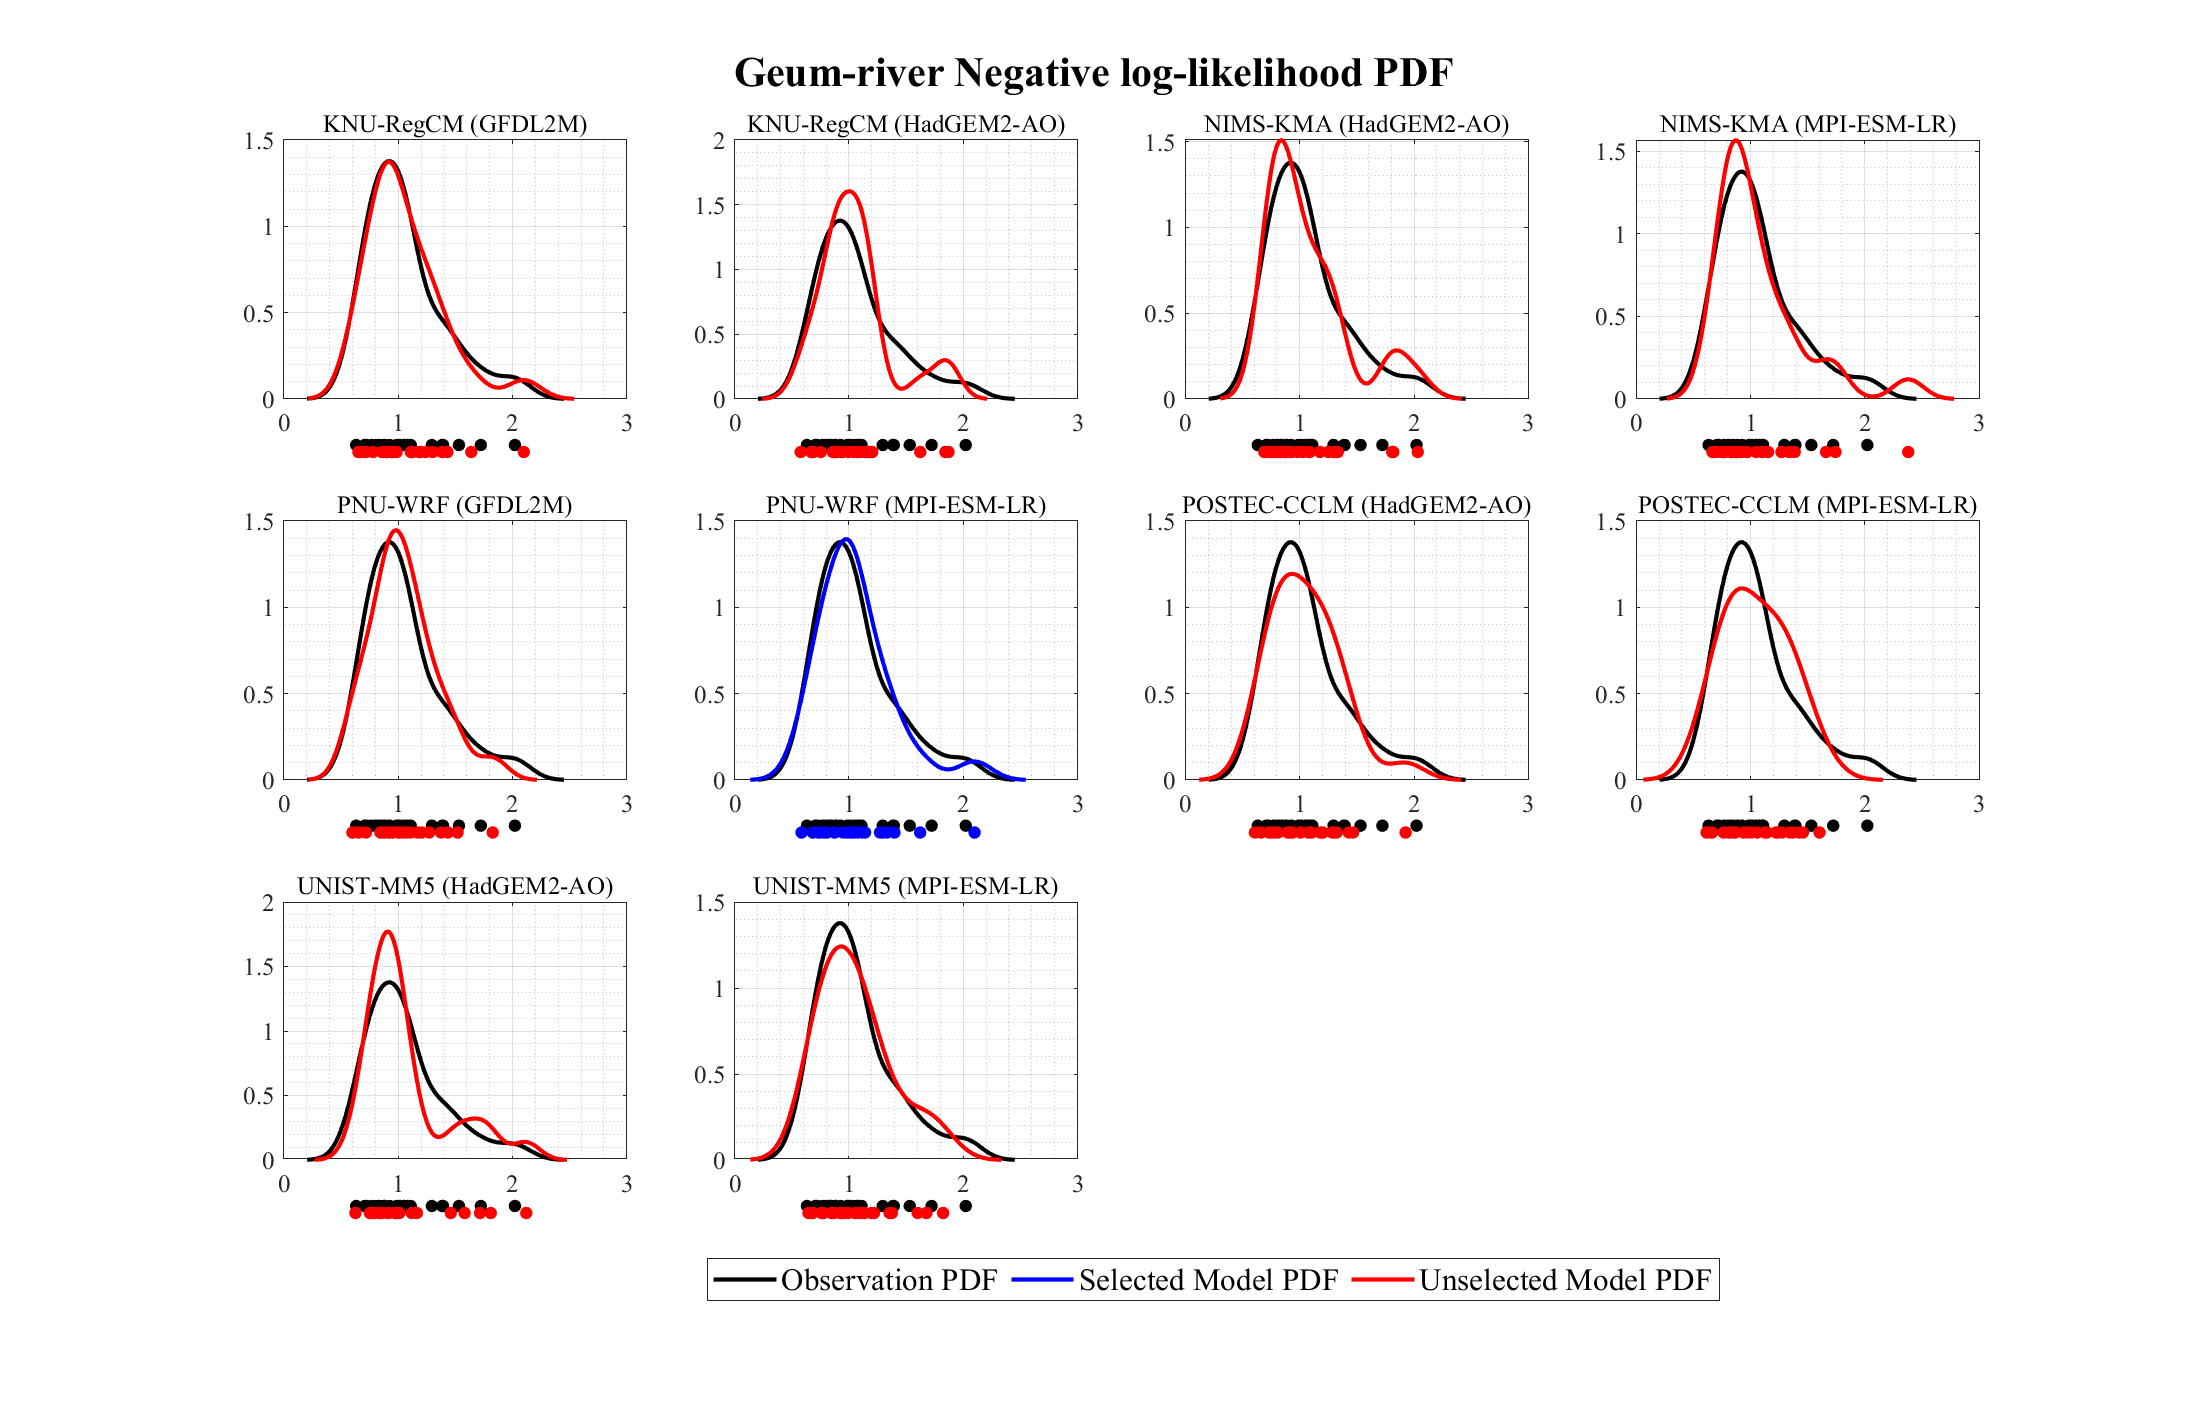 Geum-river Negative log-likelihood PDF
KNU-RegCM (GFDL2M)
1.5
1
0.5
0
0 1 2 3
KNU-RegCM (HadGEM2-AO)
2
1.5
1
0.5
0
0 1 2 3
NIMS-KMA (HadGEM2-AO)
1.5
1
0.5
0
0 1 2 3
NIMS-KMA (MPI-ESM-LR)
1.5
1
0.5
0
0 1 2 3
PNU-WRF (GFDL2M)
1.5
1
0.5
0
0 1 2 3
PNU-WRF (MPI-ESM-LR)
1.5
1
0.5
0
0 1 2 3
POSTEC-CCLM (HadGEM2-AO)
1.5
1
0.5
0
0 1 2 3
POSTEC-CCLM (MPI-ESM-LR)
1.5
1
0.5
0
0 1 2 3
UNIST-MM5 (HadGEM2-AO)
2
1.5
1
0.5
0
0 1 2 3
UNIST-MM5 (MPI-ESM-LR)
1.5
1
0.5
0
0 1 2 3
Observation PDF Selected Model PDF Unselected Model PDF